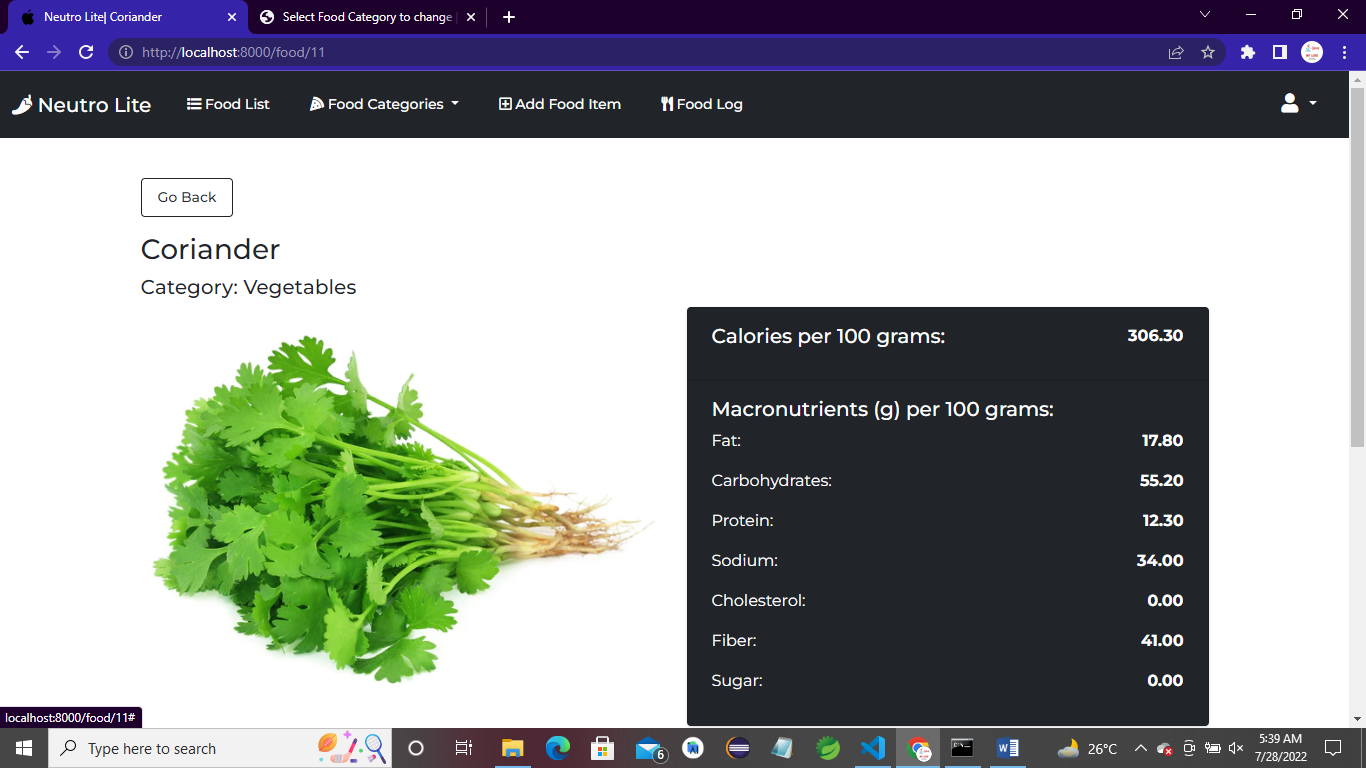 Neutro Lite| Coriander
Select Food Category to change |
http://localhost:8000/food/11
Neutro Lite
Food List
Food Categories
Add Food Item
Food Log
Go Back
Coriander
Category: Vegetables
Calories per 100 grams: 306.30
Macronutrients (g) per 100 grams:
Fat: 17.80
Carbohydrates: 55.20
Protein: 12.30
Sodium: 34.00
Cholesterol: 0.00
Fiber: 41.00
Sugar: 0.00
localhost:8000/food/11#
Type here to search
6
W
26°C
5:39 AM
7/28/2022